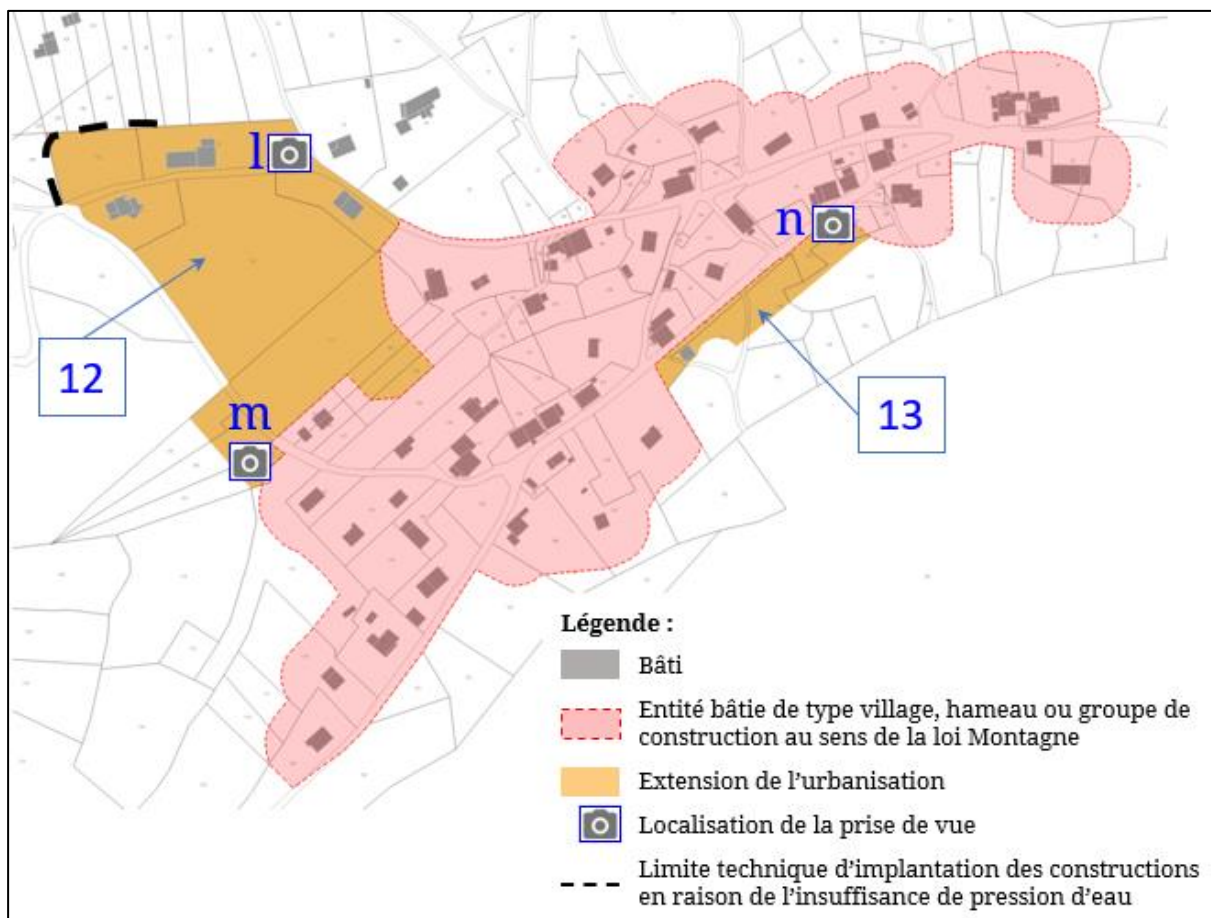 l
n
12
m
13
Légende :
Bâti
Entité bâtie de type village, hameau ou groupe de
construction au sens de la loi Montagne
Extension de l'urbanisation
Localisation de la prise de vue
Limite technique d'implantation des constructions
en raison de l'insuffisance de pression d'eau